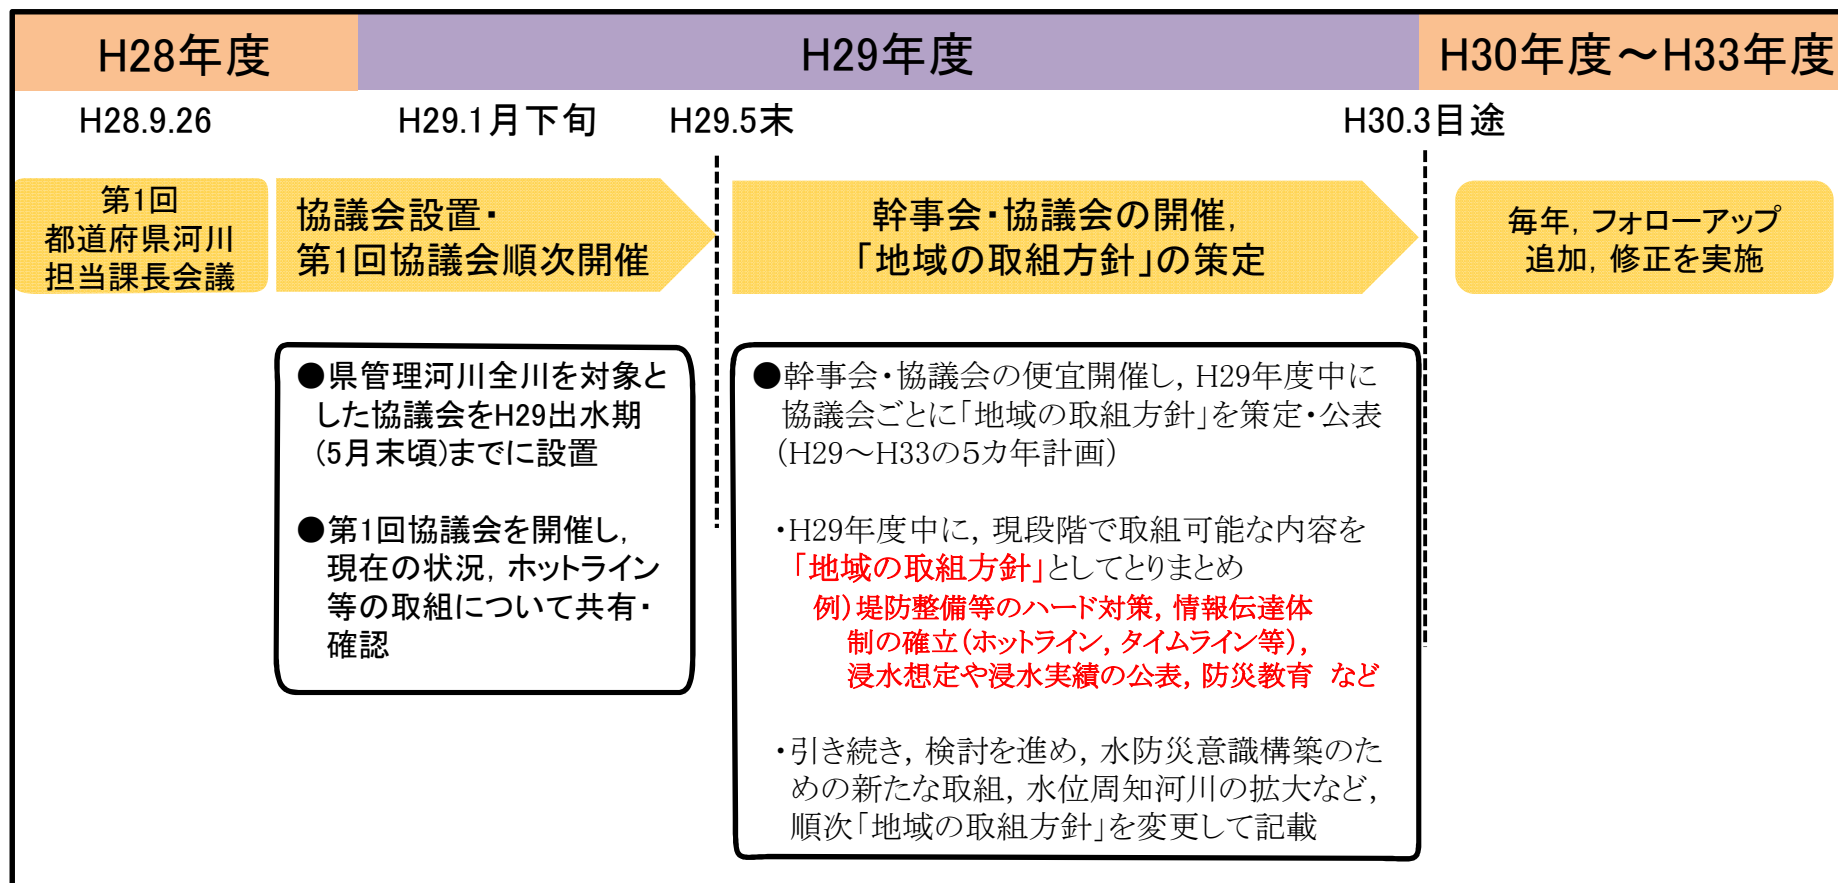 H28年度
H29年度
H30年度～H33年度
H28.9.26
H29.1月下旬
H29.5末
H30.3目途
第1回
都道府県河川
担当課長会議
協議会設置・
第1回協議会順次開催
幹事会・協議会の開催，
「地域の取組方針」の策定
毎年，フォローアップ
追加，修正を実施
●県管理河川全川を対象と
した協議会をH29出水期
(5月末頃)までに設置
●第1回協議会を開催し，
現在の状況，ホットライン
等の取組について共有・
確認
●幹事会・協議会の便宜開催し，H29年度中に
協議会ごとに「地域の取組方針」を策定・公表
（H29～H33の5カ年計画）
・H29年度中に，現段階で取組可能な内容を
「地域の取組方針」としてとりまとめ
例）堤防整備等のハード対策，情報伝達体
制の確立（ホットライン，タイムライン等），
浸水想定や浸水実績の公表，防災教育　など
・引き続き，検討を進め，水防災意識構築のた
めの新たな取組，水位周知河川の拡大など，
順次「地域の取組方針」を変更して記載